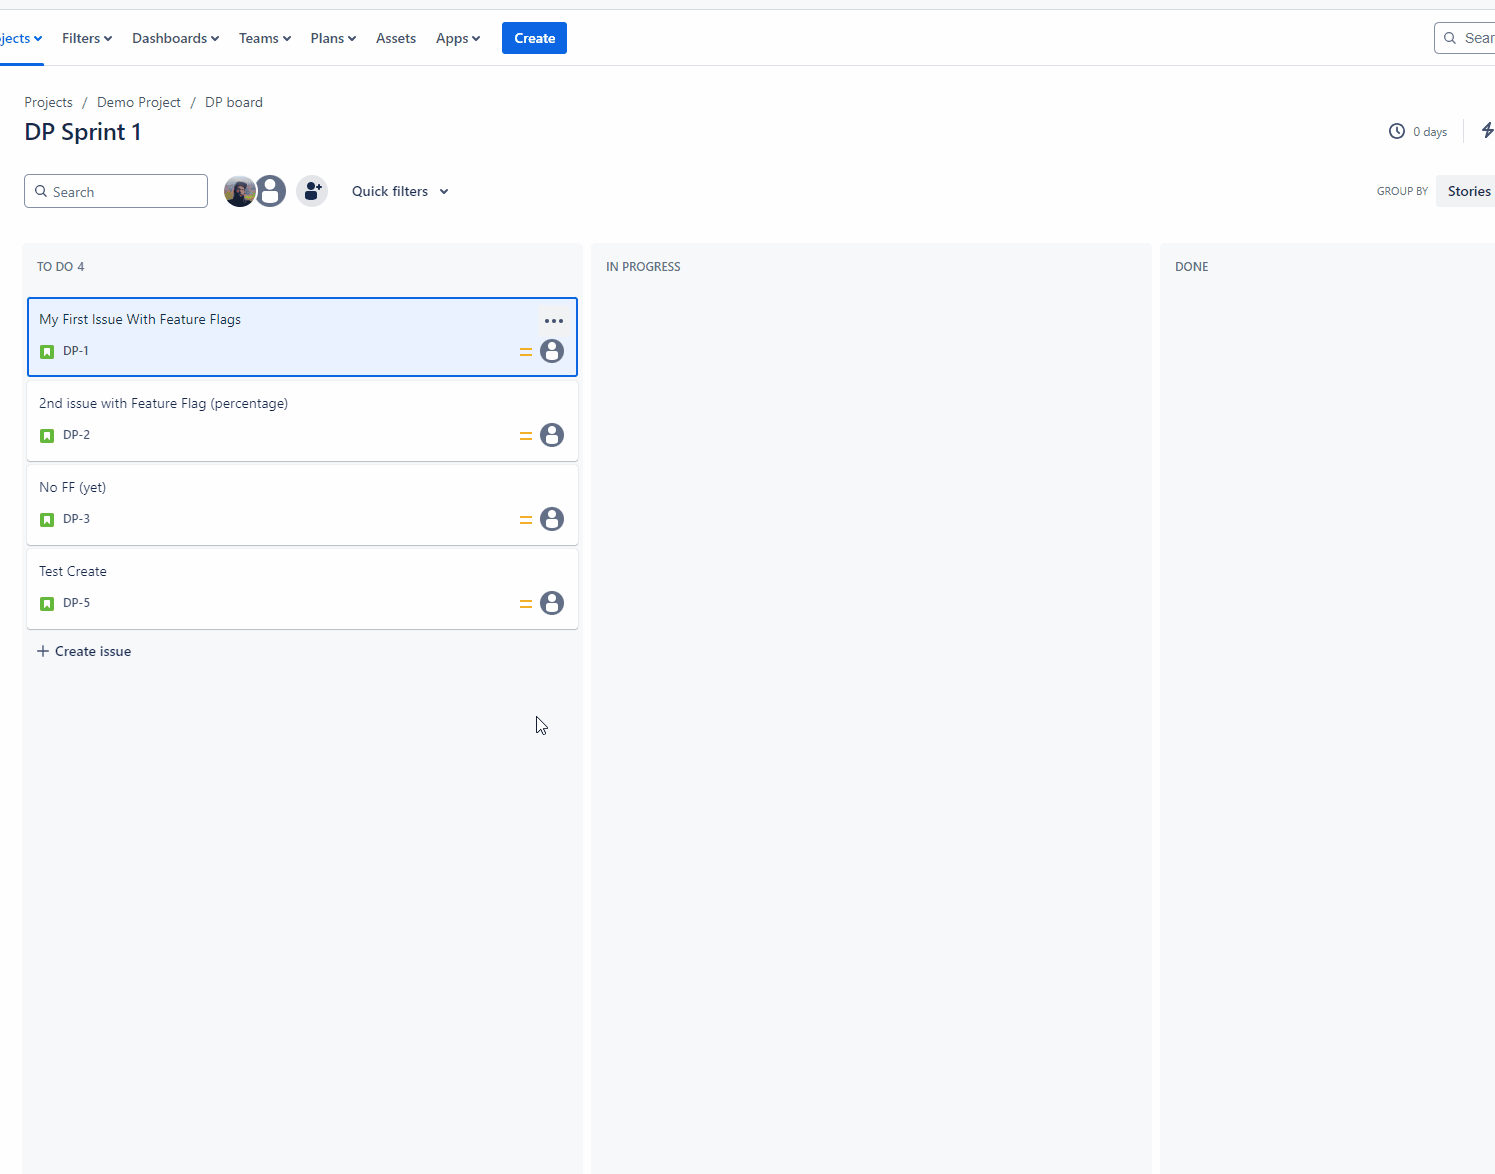 jects Filters Dashboards Teams Plans Assets Apps Create Sear
Projects / Demo Project / DP board
DP Sprint 1
0 days
Search
Quick filters
GROUP BY Stories
TO DO 4
IN PROGRESS
DONE
My First Issue With Feature Flags
DP-1
2nd issue with Feature Flag (percentage)
DP-2
No FF (yet)
DP-3
Test Create
DP-5
Create issue